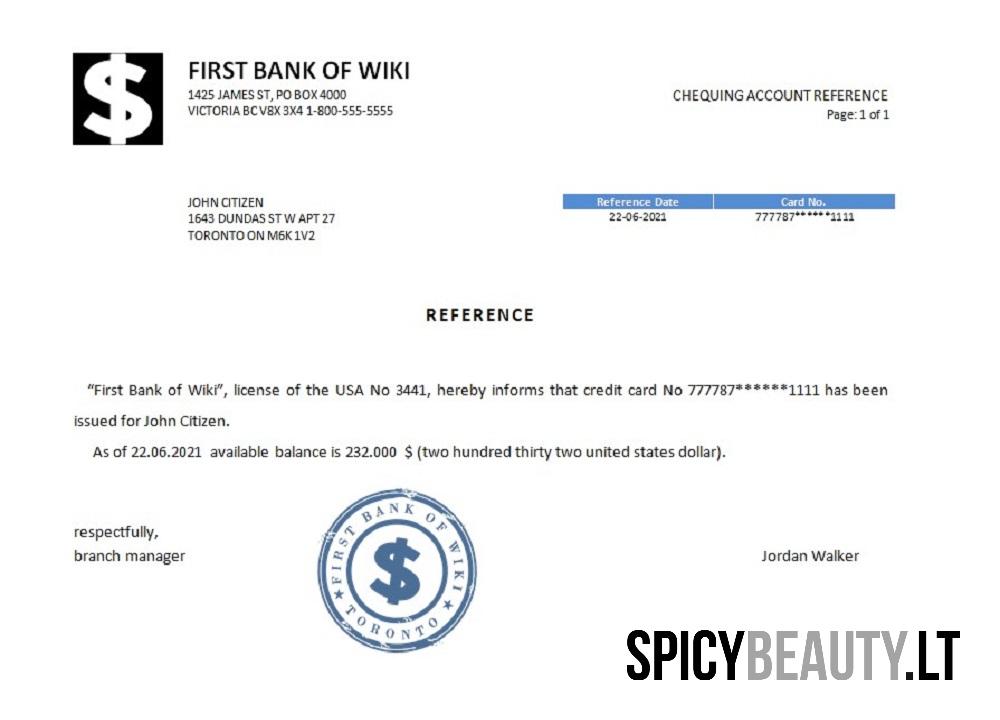 FIRST BANK OF WIKI
1425 JAMES ST, PO BOX 4000
VICTORIA BC V8X 3X4 1-800-555-5555
CHEQUING ACCOUNT REFERENCE
Page: 1 of 1
JOHN CITIZEN
1643 DUNDAS ST W APT 27
TORONTO ON M6K 1V2
Reference Date Card No.
22-06-2021 777787******1111
REFERENCE
“First Bank of Wiki”, license of the USA No 3441, hereby informs that credit card No 777787******1111 has been
issued for John Citizen.
As of 22.06.2021 available balance is 232.000 $ (two hundred thirty two united states dollar).
respectfully,
branch manager
FIRST BANK OF WIKI
$
★ TORONTO ★
Jordan Walker
SPICYBEAUTY.LT